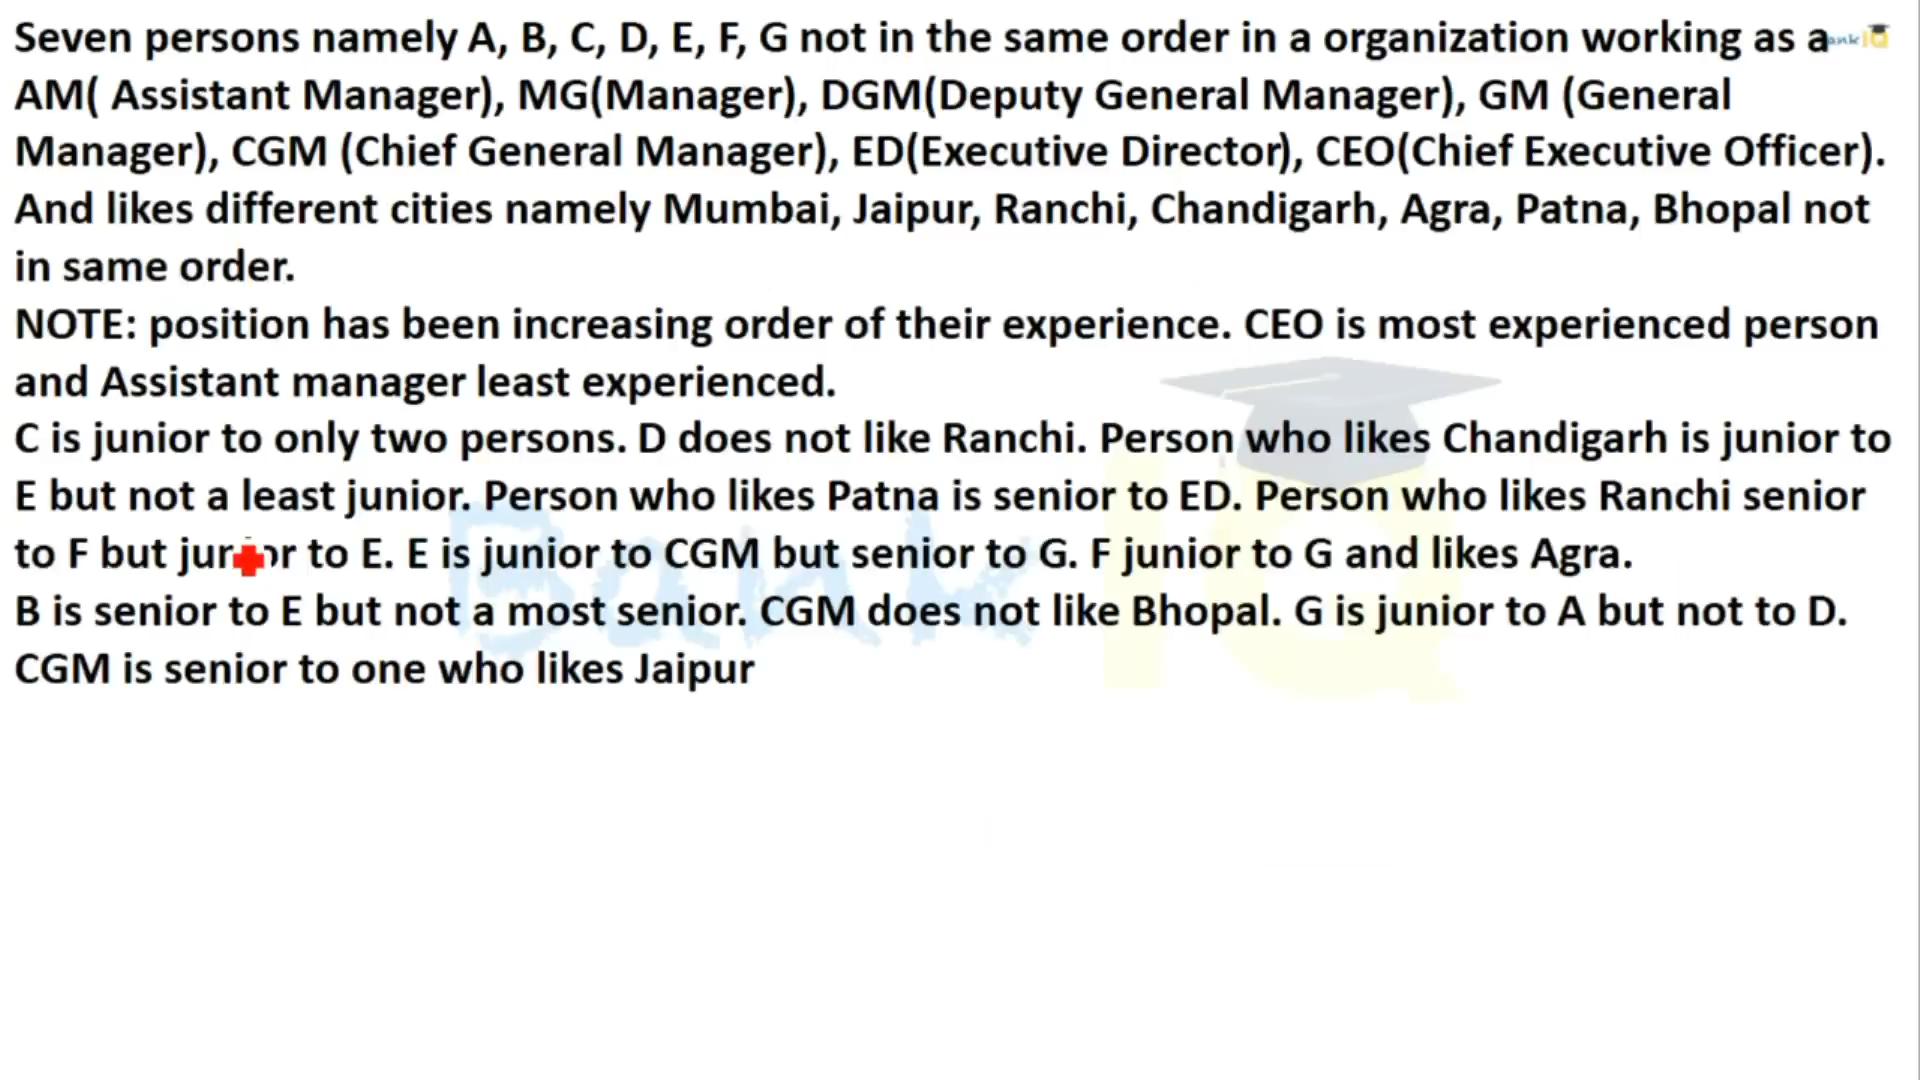 Seven persons namely A, B, C, D, E, F, G not in the same order in a organization working as a
AM( Assistant Manager), MG(Manager), DGM(Deputy General Manager), GM (General
Manager), CGM (Chief General Manager), ED(Executive Director), CEO(Chief Executive Officer).
And likes different cities namely Mumbai, Jaipur, Ranchi, Chandigarh, Agra, Patna, Bhopal not
in same order.
NOTE: position has been increasing order of their experience. CEO is most experienced person
and Assistant manager least experienced.
C is junior to only two persons. D does not like Ranchi. Person who likes Chandigarh is junior to
E but not a least junior. Person who likes Patna is senior to ED. Person who likes Ranchi senior
to F but junior to E. E is junior to CGM but senior to G. F junior to G and likes Agra.
B is senior to E but not a most senior. CGM does not like Bhopal. G is junior to A but not to D.
CGM is senior to one who likes Jaipur
Bank IQ